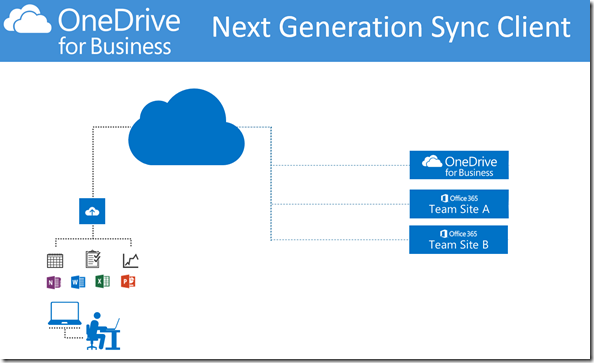 OneDrive
for Business
Next Generation Sync Client
OneDrive
for Business
Office 365
Team Site A
Office 365
Team Site B
N
W
X
P